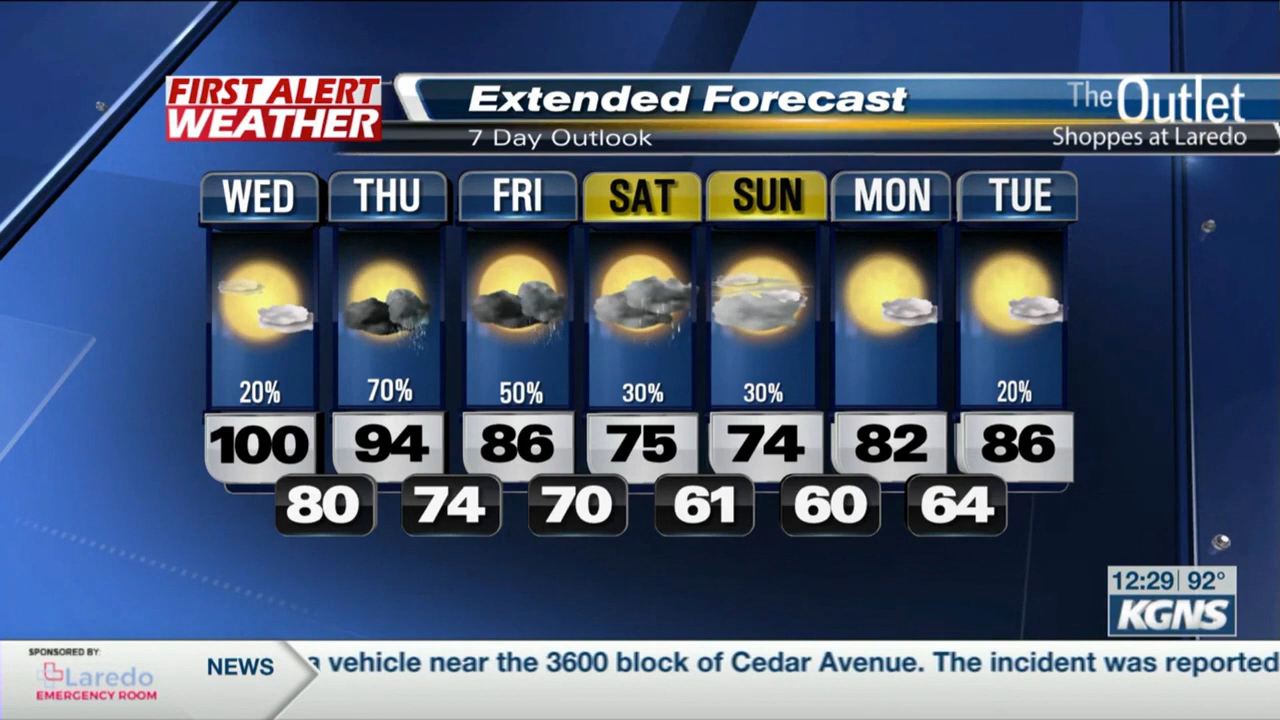 FIRST ALERT
WEATHER
Extended Forecast
7 Day Outlook
The Outlet
Shoppes at Laredo
WED THU FRI SAT SUN MON TUE
20% 70% 50% 30% 30% 20%
100 94 86 75 74 82 86
80 74 70 61 60 64
12:29 92°
KGNS
SPONSORED BY:
Laredo
EMERGENCY ROOM
NEWS
a vehicle near the 3600 block of Cedar Avenue. The incident was reported